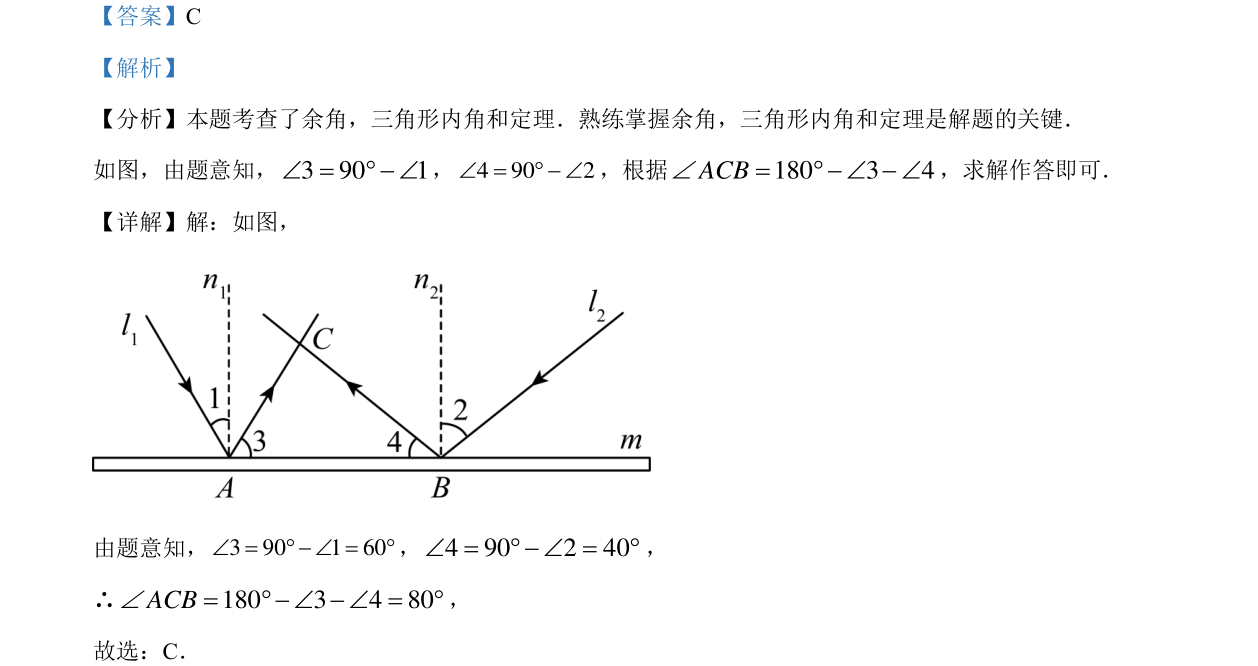 【答案】C
【解析】
【分析】本题考查了余角，三角形内角和定理．熟练掌握余角，三角形内角和定理是解题的关键．
如图，由题意知，∠3=90°−∠1，∠4=90°−∠2，根据∠ACB=180°−∠3−∠4，求解作答即可．
【详解】解：如图，
n₁ n₂
l₁ C l₂
1 2
3 4 m
A B
由题意知，∠3=90°−∠1=60°，∠4=90°−∠2=40°，
∴∠ACB=180°−∠3−∠4=80°，
故选：C．